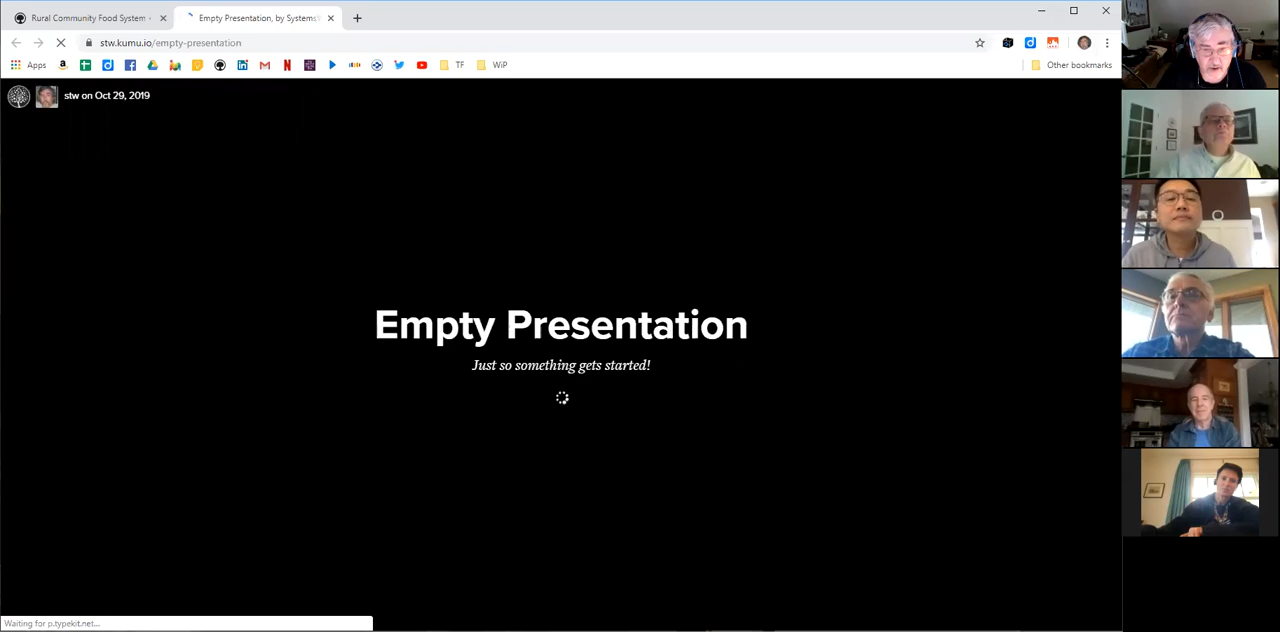 Rural Community Food System -
Empty Presentation, by Systems
stw.kumu.io/empty-presentation
Apps
TF
WiP
Other bookmarks
stw on Oct 29, 2019
Empty Presentation
Just so something gets started!
Waiting for p.typekit.net...